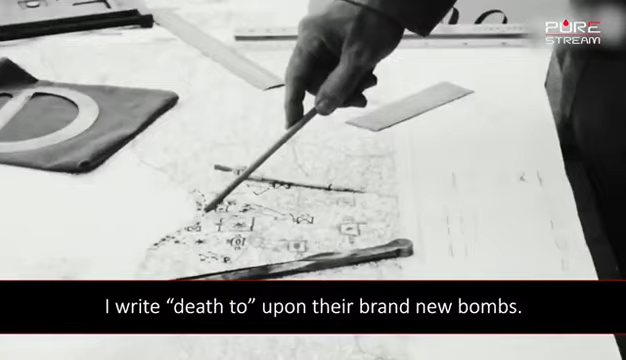 PURE
STREAM
I write “death to” upon their brand new bombs.